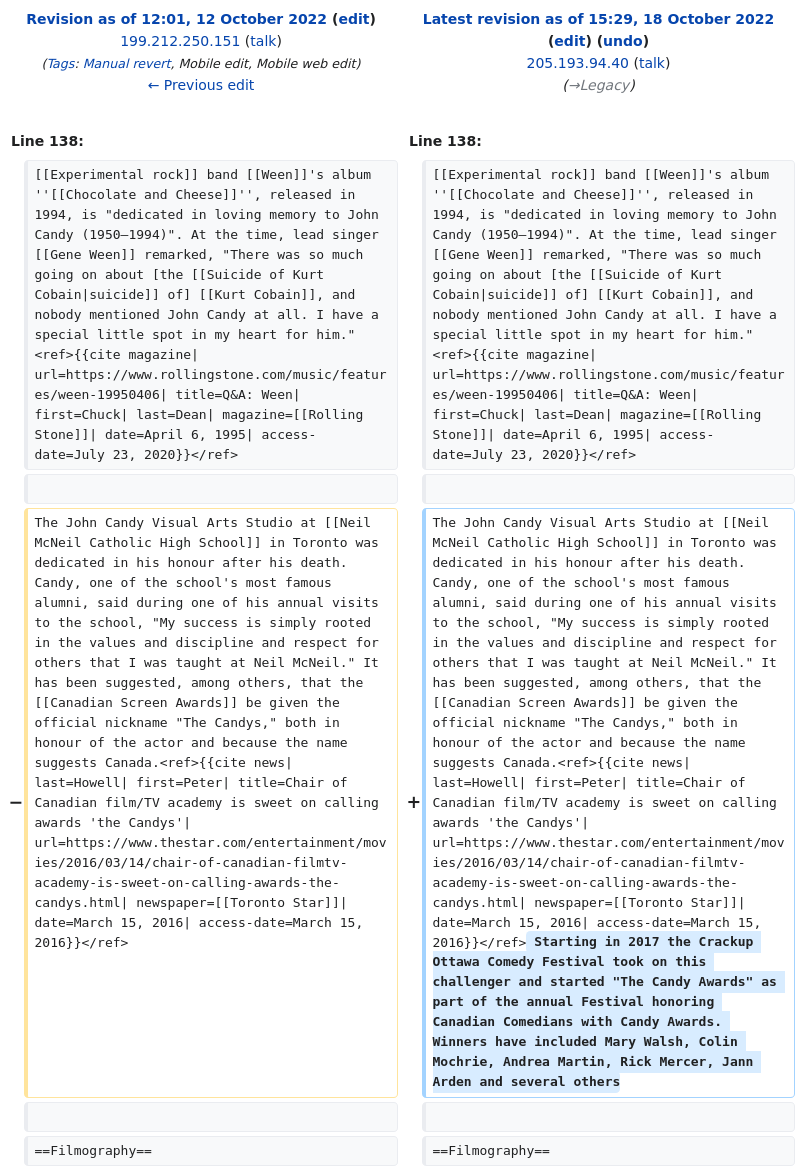 Revision as of 12:01, 12 October 2022 (edit)
199.212.250.151 (talk)
(Tags: Manual revert, Mobile edit, Mobile web edit)
← Previous edit
Latest revision as of 15:29, 18 October 2022
(edit) (undo)
205.193.94.40 (talk)
(→Legacy)
Line 138:
[[Experimental rock]] band [[Ween]]'s album
''[[Chocolate and Cheese]]'', released in
1994, is "dedicated in loving memory to John
Candy (1950–1994)". At the time, lead singer
[[Gene Ween]] remarked, "There was so much
going on about [the [[Suicide of Kurt
Cobain|suicide]] of] [[Kurt Cobain]], and
nobody mentioned John Candy at all. I have a
special little spot in my heart for him."
<ref>{{cite magazine|
url=https://www.rollingstone.com/music/featur
es/ween-19950406| title=Q&A: Ween|
first=Chuck| last=Dean| magazine=[[Rolling
Stone]]| date=April 6, 1995| access-
date=July 23, 2020}}</ref>
− The John Candy Visual Arts Studio at [[Neil
McNeil Catholic High School]] in Toronto was
dedicated in his honour after his death.
Candy, one of the school's most famous
alumni, said during one of his annual visits
to the school, "My success is simply rooted
in the values and discipline and respect for
others that I was taught at Neil McNeil." It
has been suggested, among others, that the
[[Canadian Screen Awards]] be given the
official nickname "The Candys," both in
honour of the actor and because the name
suggests Canada.<ref>{{cite news|
last=Howell| first=Peter| title=Chair of
Canadian film/TV academy is sweet on calling
awards 'the Candys'|
url=https://www.thestar.com/entertainment/mov
ies/2016/03/14/chair-of-canadian-filmtv-
academy-is-sweet-on-calling-awards-the-
candys.html| newspaper=[[Toronto Star]]|
date=March 15, 2016| access-date=March 15,
2016}}</ref>
==Filmography==
Line 138:
[[Experimental rock]] band [[Ween]]'s album
''[[Chocolate and Cheese]]'', released in
1994, is "dedicated in loving memory to John
Candy (1950–1994)". At the time, lead singer
[[Gene Ween]] remarked, "There was so much
going on about [the [[Suicide of Kurt
Cobain|suicide]] of] [[Kurt Cobain]], and
nobody mentioned John Candy at all. I have a
special little spot in my heart for him."
<ref>{{cite magazine|
url=https://www.rollingstone.com/music/featur
es/ween-19950406| title=Q&A: Ween|
first=Chuck| last=Dean| magazine=[[Rolling
Stone]]| date=April 6, 1995| access-
date=July 23, 2020}}</ref>
+ The John Candy Visual Arts Studio at [[Neil
McNeil Catholic High School]] in Toronto was
dedicated in his honour after his death.
Candy, one of the school's most famous
alumni, said during one of his annual visits
to the school, "My success is simply rooted
in the values and discipline and respect for
others that I was taught at Neil McNeil." It
has been suggested, among others, that the
[[Canadian Screen Awards]] be given the
official nickname "The Candys," both in
honour of the actor and because the name
suggests Canada.<ref>{{cite news|
last=Howell| first=Peter| title=Chair of
Canadian film/TV academy is sweet on calling
awards 'the Candys'|
url=https://www.thestar.com/entertainment/mov
ies/2016/03/14/chair-of-canadian-filmtv-
academy-is-sweet-on-calling-awards-the-
candys.html| newspaper=[[Toronto Star]]|
date=March 15, 2016| access-date=March 15,
2016}}</ref> Starting in 2017 the Crackup
Ottawa Comedy Festival took on this
challenger and started "The Candy Awards" as
part of the annual Festival honoring
Canadian Comedians with Candy Awards.
Winners have included Mary Walsh, Colin
Mochrie, Andrea Martin, Rick Mercer, Jann
Arden and several others
==Filmography==